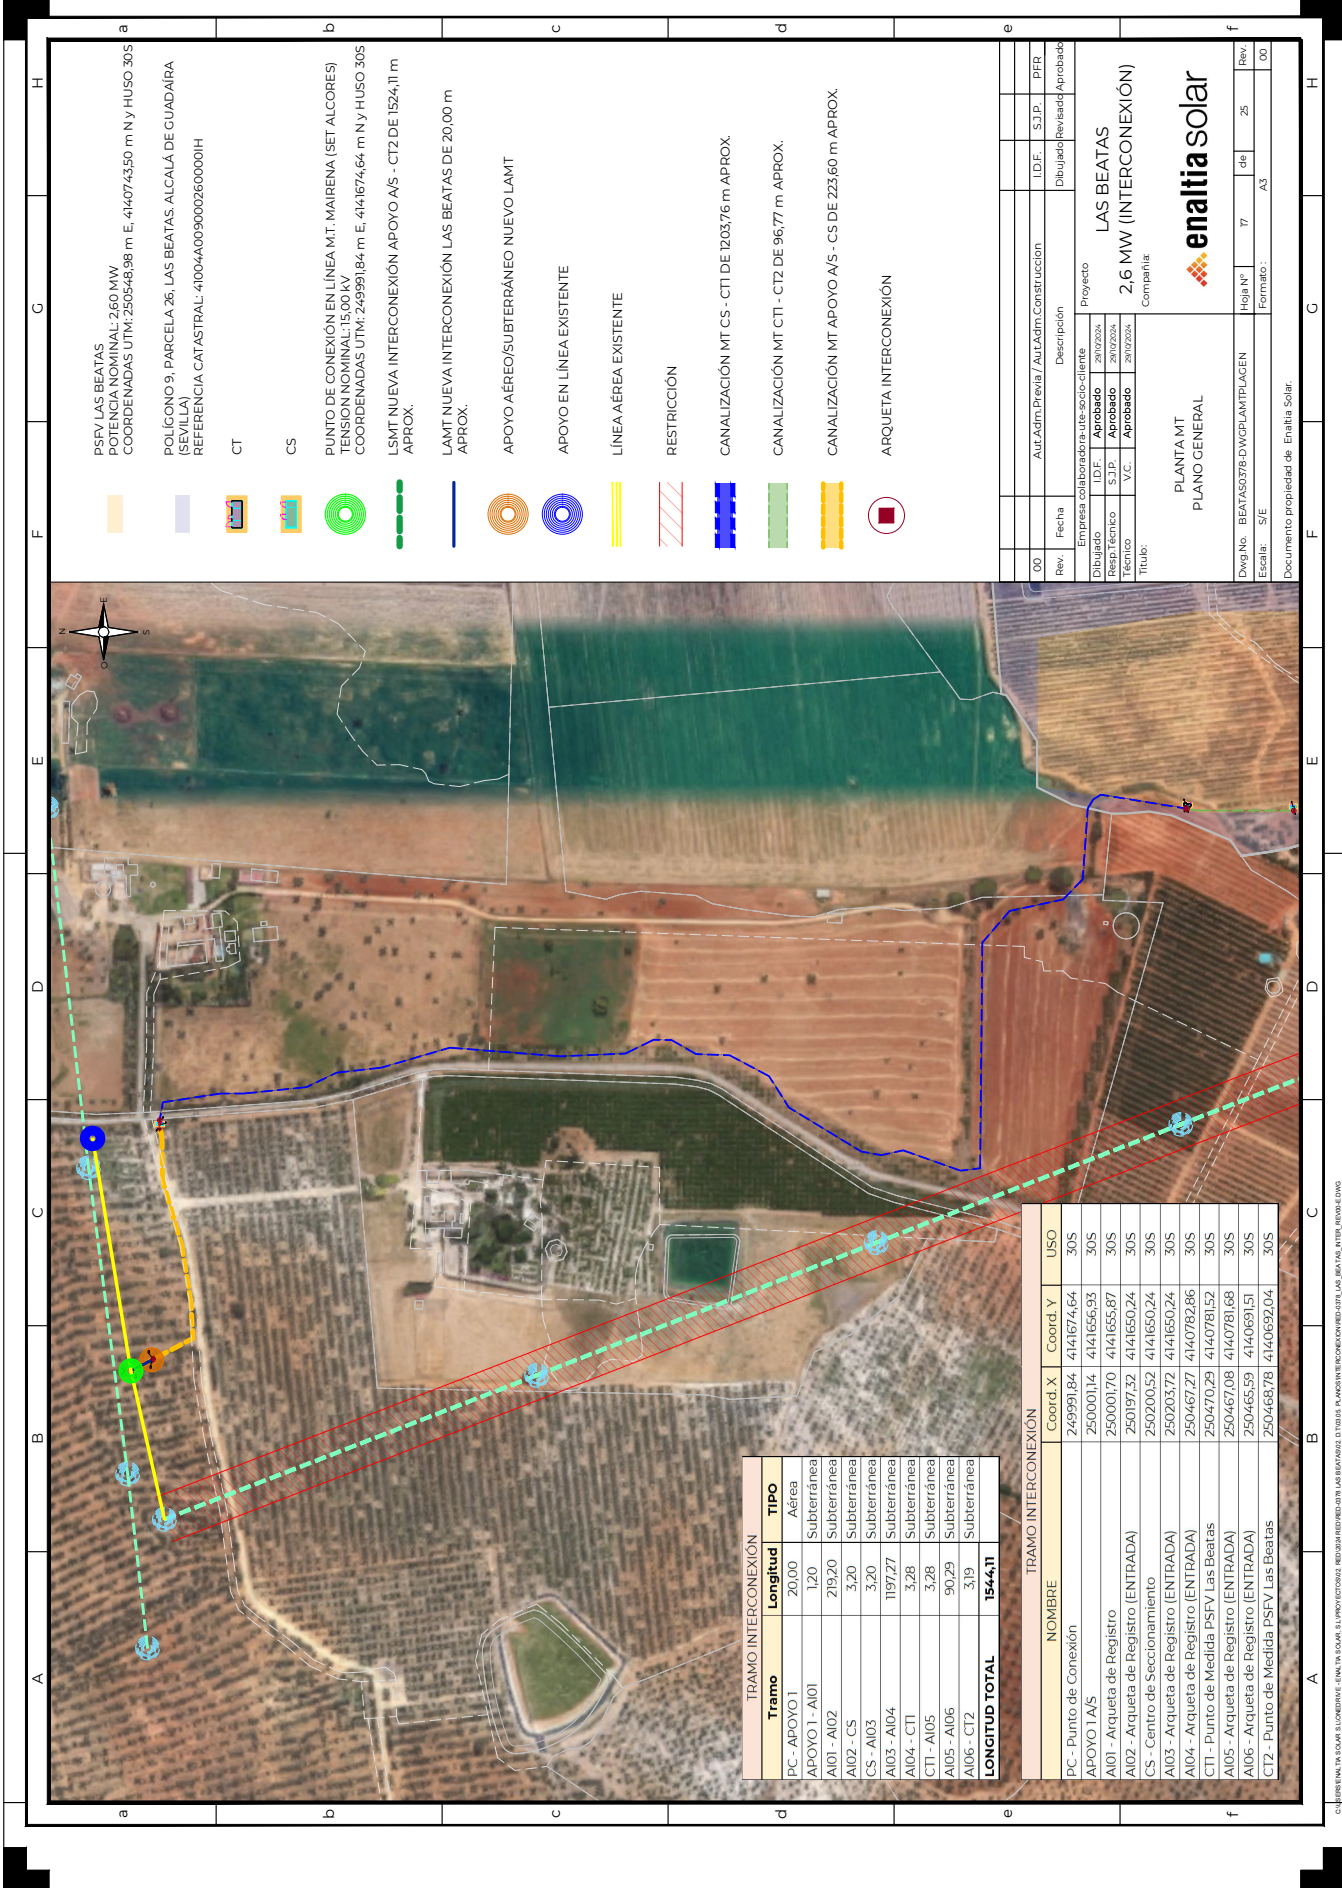 PSFV LAS BEATAS
POTENCIA NOMINAL: 2,60 MW
COORDENADAS UTM: 250548,98 m E, 4140743,50 m N y HUSO 30S
POLÍGONO 9, PARCELA 26, LAS BEATAS. ALCALÁ DE GUADAÍRA
(SEVILLA)
REFERENCIA CATASTRAL: 41004A009000260000IH
CT
CS
PUNTO DE CONEXIÓN EN LÍNEA M.T. MAIRENA (SET ALCORES)
TENSION NOMINAL: 15,00 kV
COORDENADAS UTM: 249991,84 m E, 4141674,64 m N y HUSO 30S
LSMT NUEVA INTERCONEXIÓN APOYO A/S - CT2 DE 1524,11 m
APROX.
LAMT NUEVA INTERCONEXIÓN LAS BEATAS DE 20,00 m
APROX.
APOYO AÉREO/SUBTERRÁNEO NUEVO LAMT
APOYO EN LÍNEA EXISTENTE
LÍNEA AÉREA EXISTENTE
RESTRICCIÓN
CANALIZACIÓN MT CS - CT1 DE 1203,76 m APROX.
CANALIZACIÓN MT CT1 - CT2 DE 96,77 m APROX.
CANALIZACIÓN MT APOYO A/S - CS DE 223,60 m APROX.
ARQUETA INTERCONEXIÓN
N
E
S
O
TRAMO INTERCONEXIÓN
Tramo Longitud TIPO
PC - APOYO 1 20,00 Aérea
APOYO 1 - AI01 1,20 Subterránea
AI01 - AI02 219,20 Subterránea
AI02 - CS 3,20 Subterránea
CS - AI03 3,20 Subterránea
AI03 - AI04 1197,27 Subterránea
AI04 - CT1 3,28 Subterránea
CT1 - AI05 3,28 Subterránea
AI05 - AI06 90,29 Subterránea
AI06 - CT2 3,19 Subterránea
LONGITUD TOTAL 1544,11
TRAMO INTERCONEXIÓN
NOMBRE Coord. X Coord. Y USO
PC - Punto de Conexión 249991,84 4141674,64 30S
APOYO 1 A/S 250001,14 4141656,93 30S
AI01 - Arqueta de Registro 250001,70 4141655,87 30S
AI02 - Arqueta de Registro (ENTRADA) 250197,32 4141650,24 30S
CS - Centro de Seccionamiento 250200,52 4141650,24 30S
AI03 - Arqueta de Registro (ENTRADA) 250203,72 4141650,24 30S
AI04 - Arqueta de Registro (ENTRADA) 250467,27 4140782,86 30S
CT1 - Punto de Medida PSFV Las Beatas 250470,29 4140781,52 30S
AI05 - Arqueta de Registro (ENTRADA) 250467,08 4140781,68 30S
AI06 - Arqueta de Registro (ENTRADA) 250465,59 4140691,51 30S
CT2 - Punto de Medida PSFV Las Beatas 250468,78 4140692,04 30S
00 Aut.Adm.Previa / Aut.Adm.Construccion I.D.F. S.J.P. PFR
Rev. Fecha Descripción Dibujado Revisado Aprobado
Empresa colaboradora-ute-socio-cliente
Dibujado I.D.F. Aprobado 29/10/2024
Resp.Técnico S.J.P. Aprobado 29/10/2024
Técnico V.C. Aprobado 29/10/2024
Proyecto
LAS BEATAS
2,6 MW (INTERCONEXIÓN)
Compañia:
enaltia solar
Titulo:
PLANTA MT
PLANO GENERAL
Dwg.No. BEATAS0378-DWGPLAMTPLAGEN Hoja Nº 17 de 25 Rev.
Escala: S/E Formato : A3 00
Documento propiedad de Enaltia Solar.
A B C D E F G H
A B C D E F G H
a b c d e f
a b c d e f